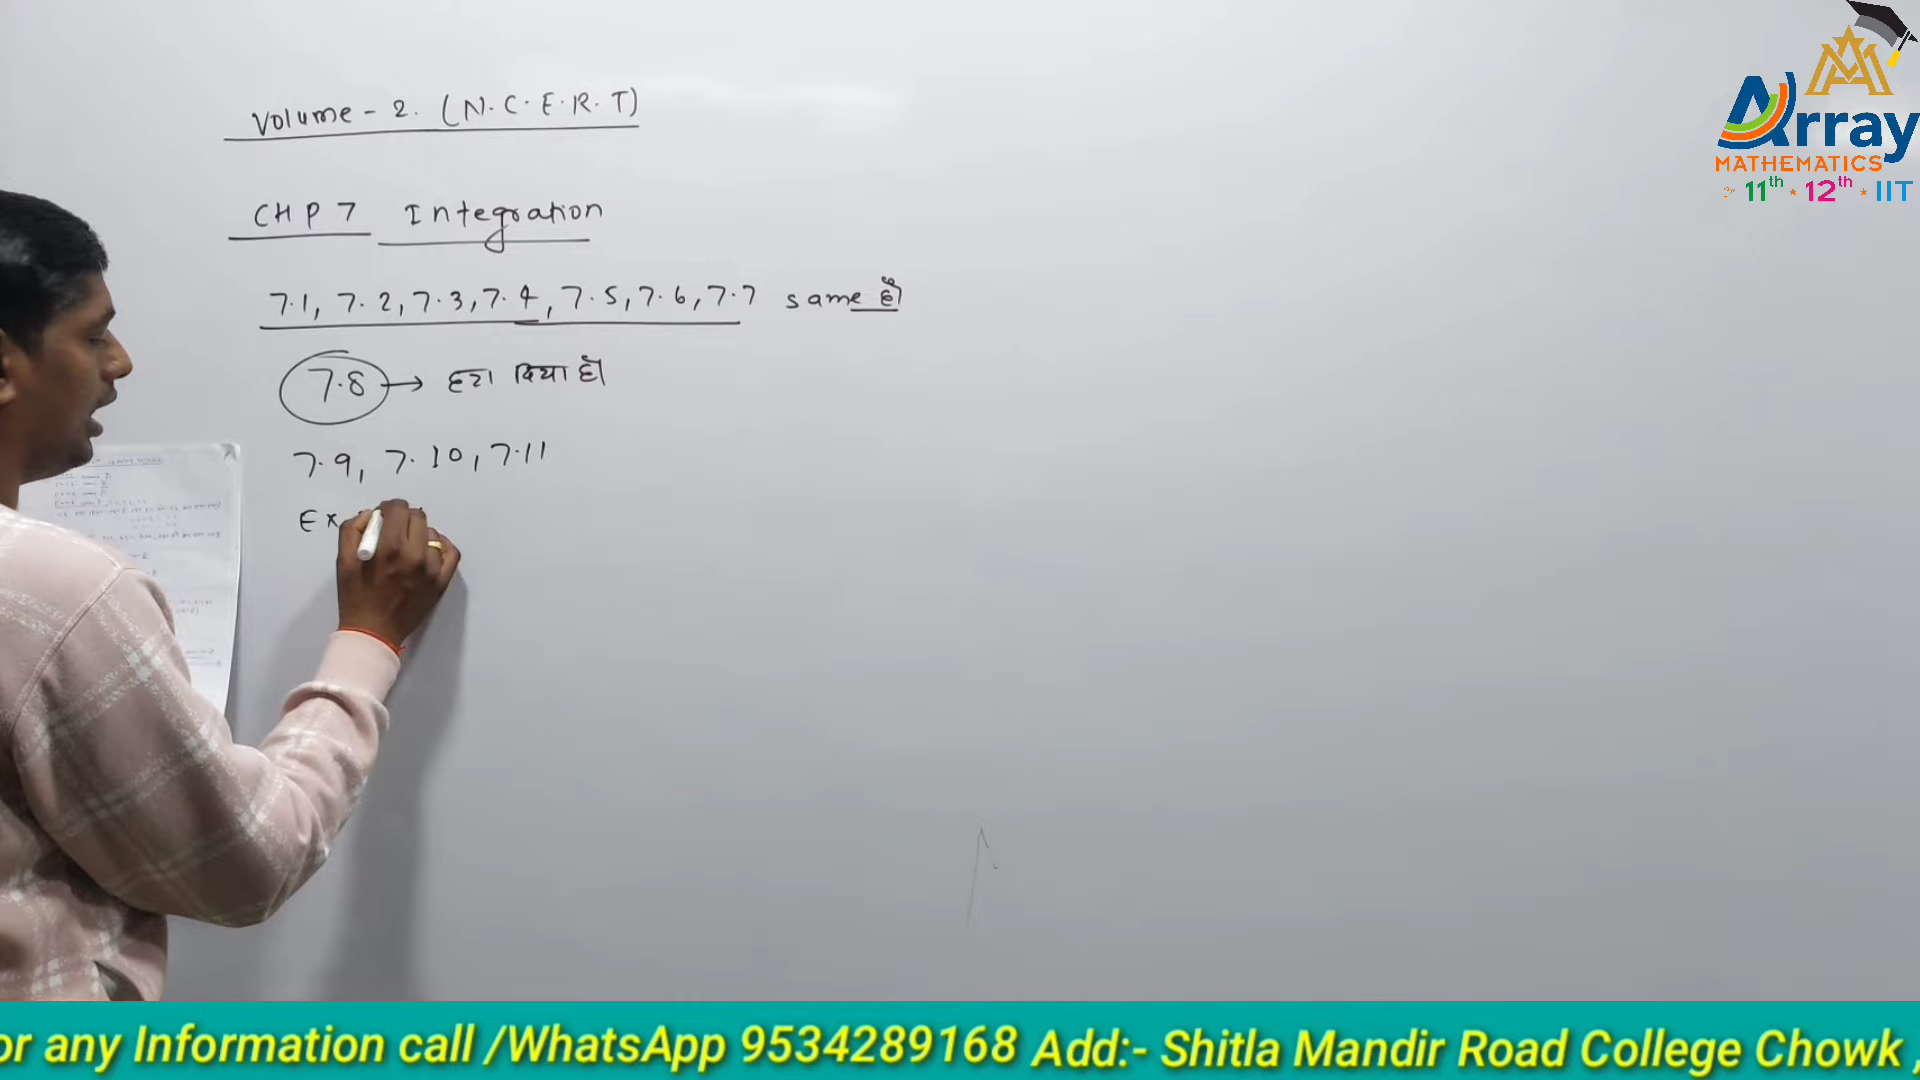 Volume - 2. (N.C.E.R.T)
CHP 7 Integration
7.1, 7.2, 7.3, 7.4, 7.5, 7.6, 7.7 same है
7.8 → हटा दिया है
7.9, 7.10, 7.11
Ex
Array
MATHEMATICS
11th * 12th * IIT
or any Information call /WhatsApp 9534289168 Add:- Shitla Mandir Road College Chowk ,